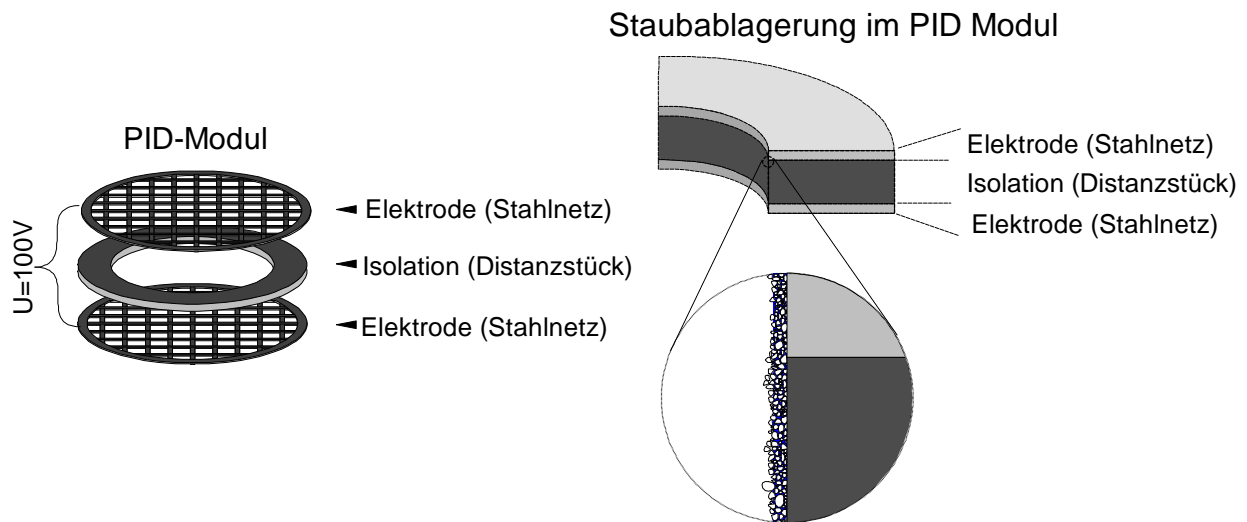 Staubablagerung im PID Modul
PID-Modul
U=100V
Elektrode (Stahlnetz)
Isolation (Distanzstück)
Elektrode (Stahlnetz)
Elektrode (Stahlnetz)
Isolation (Distanzstück)
Elektrode (Stahlnetz)